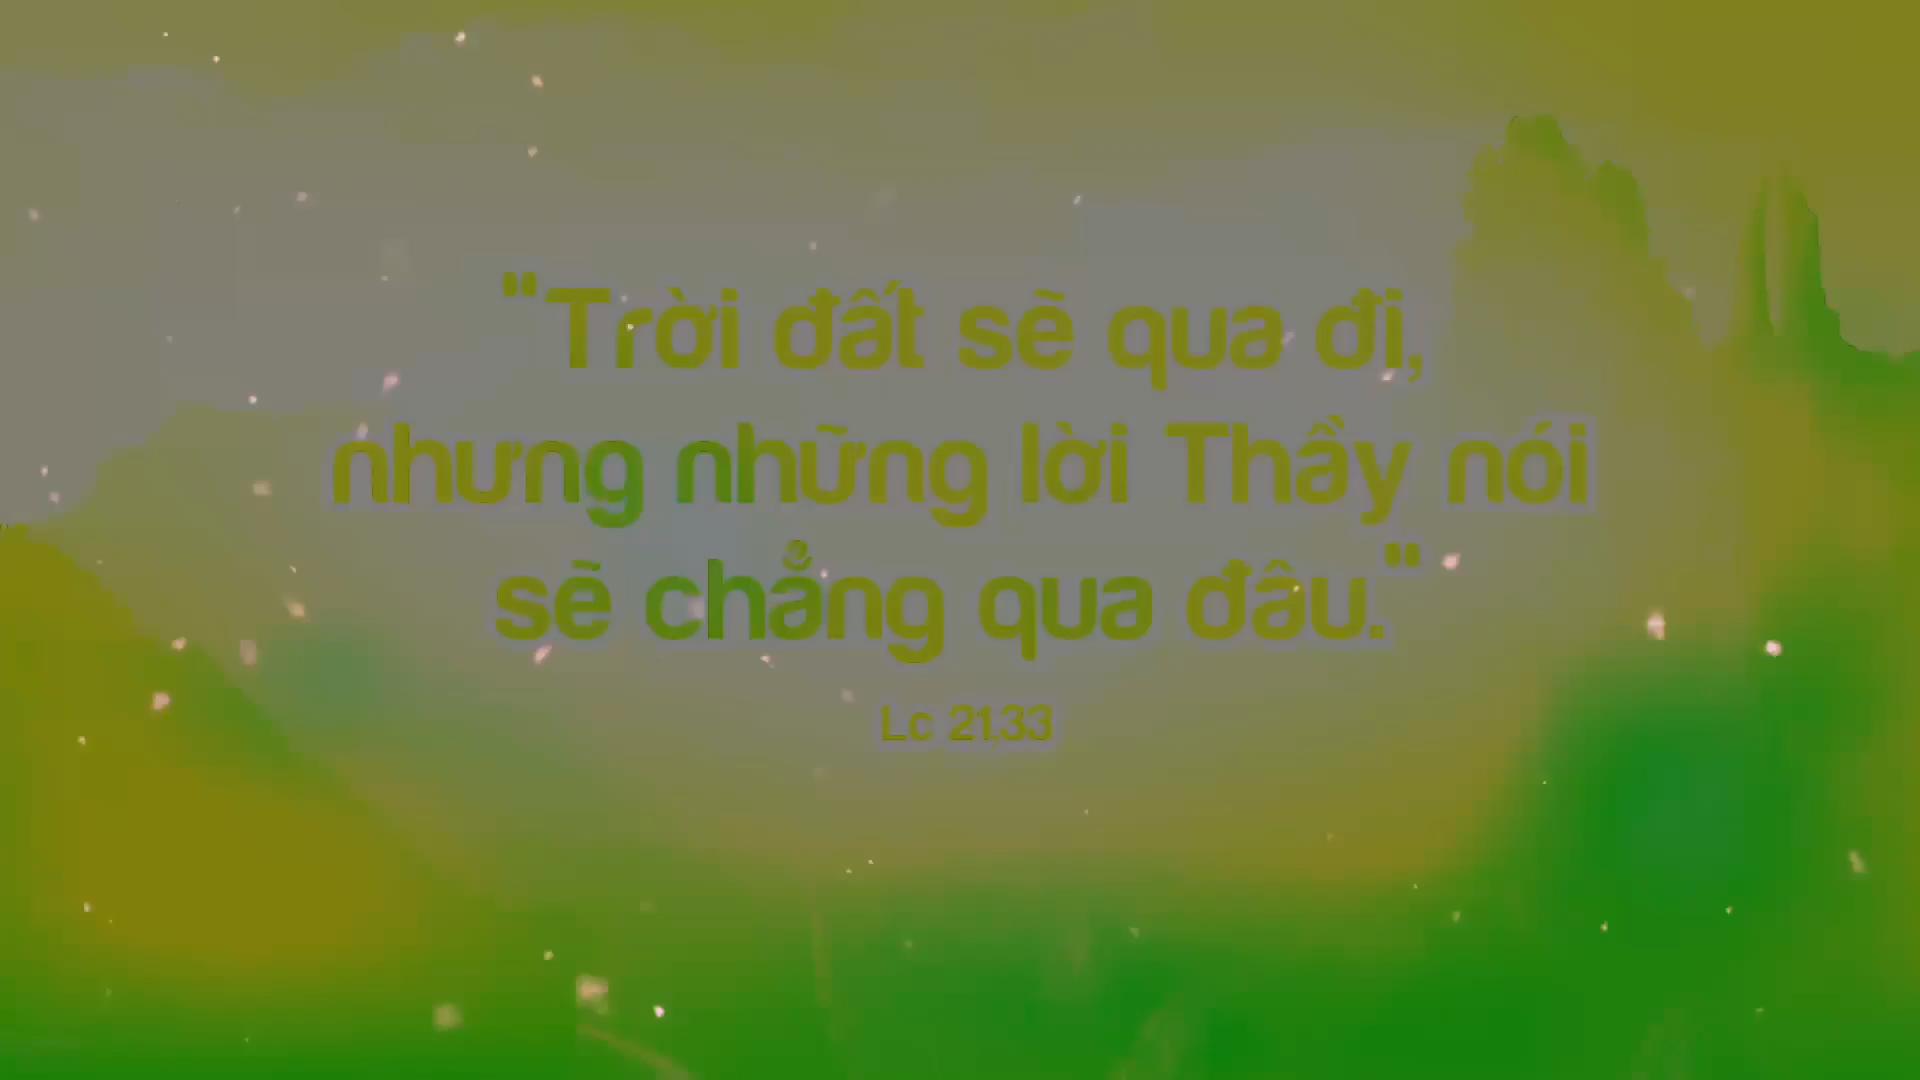 "Trời đất sẽ qua đi,
nhưng những lời Thầy nói
sẽ chẳng qua đâu."
Lc 21,33